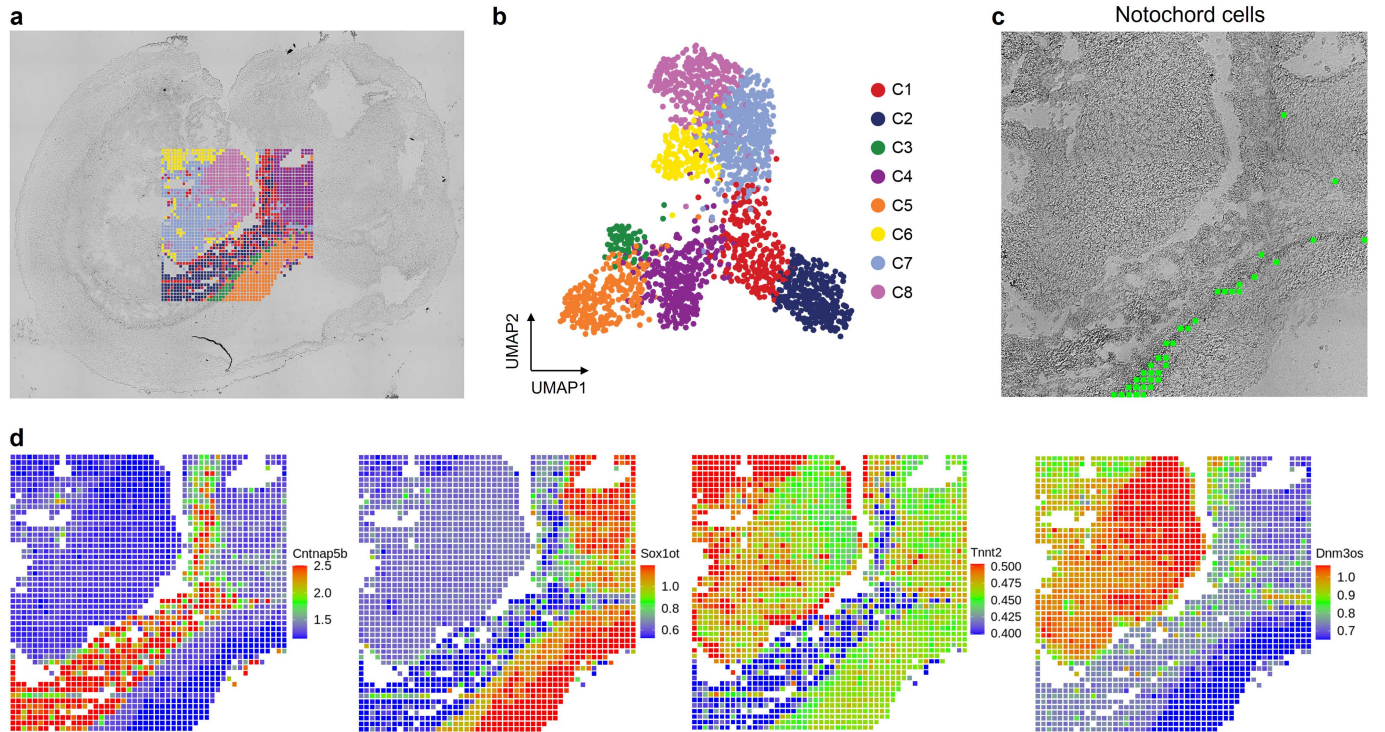 a
b
c
Notochord cells
C1
C2
C3
C4
C5
C6
C7
C8
UMAP2
UMAP1
d
Cntnap5b
2.5
2.0
1.5
Sox1ot
1.0
0.8
0.6
Tnnt2
0.500
0.475
0.450
0.425
0.400
Dnm3os
1.0
0.9
0.8
0.7